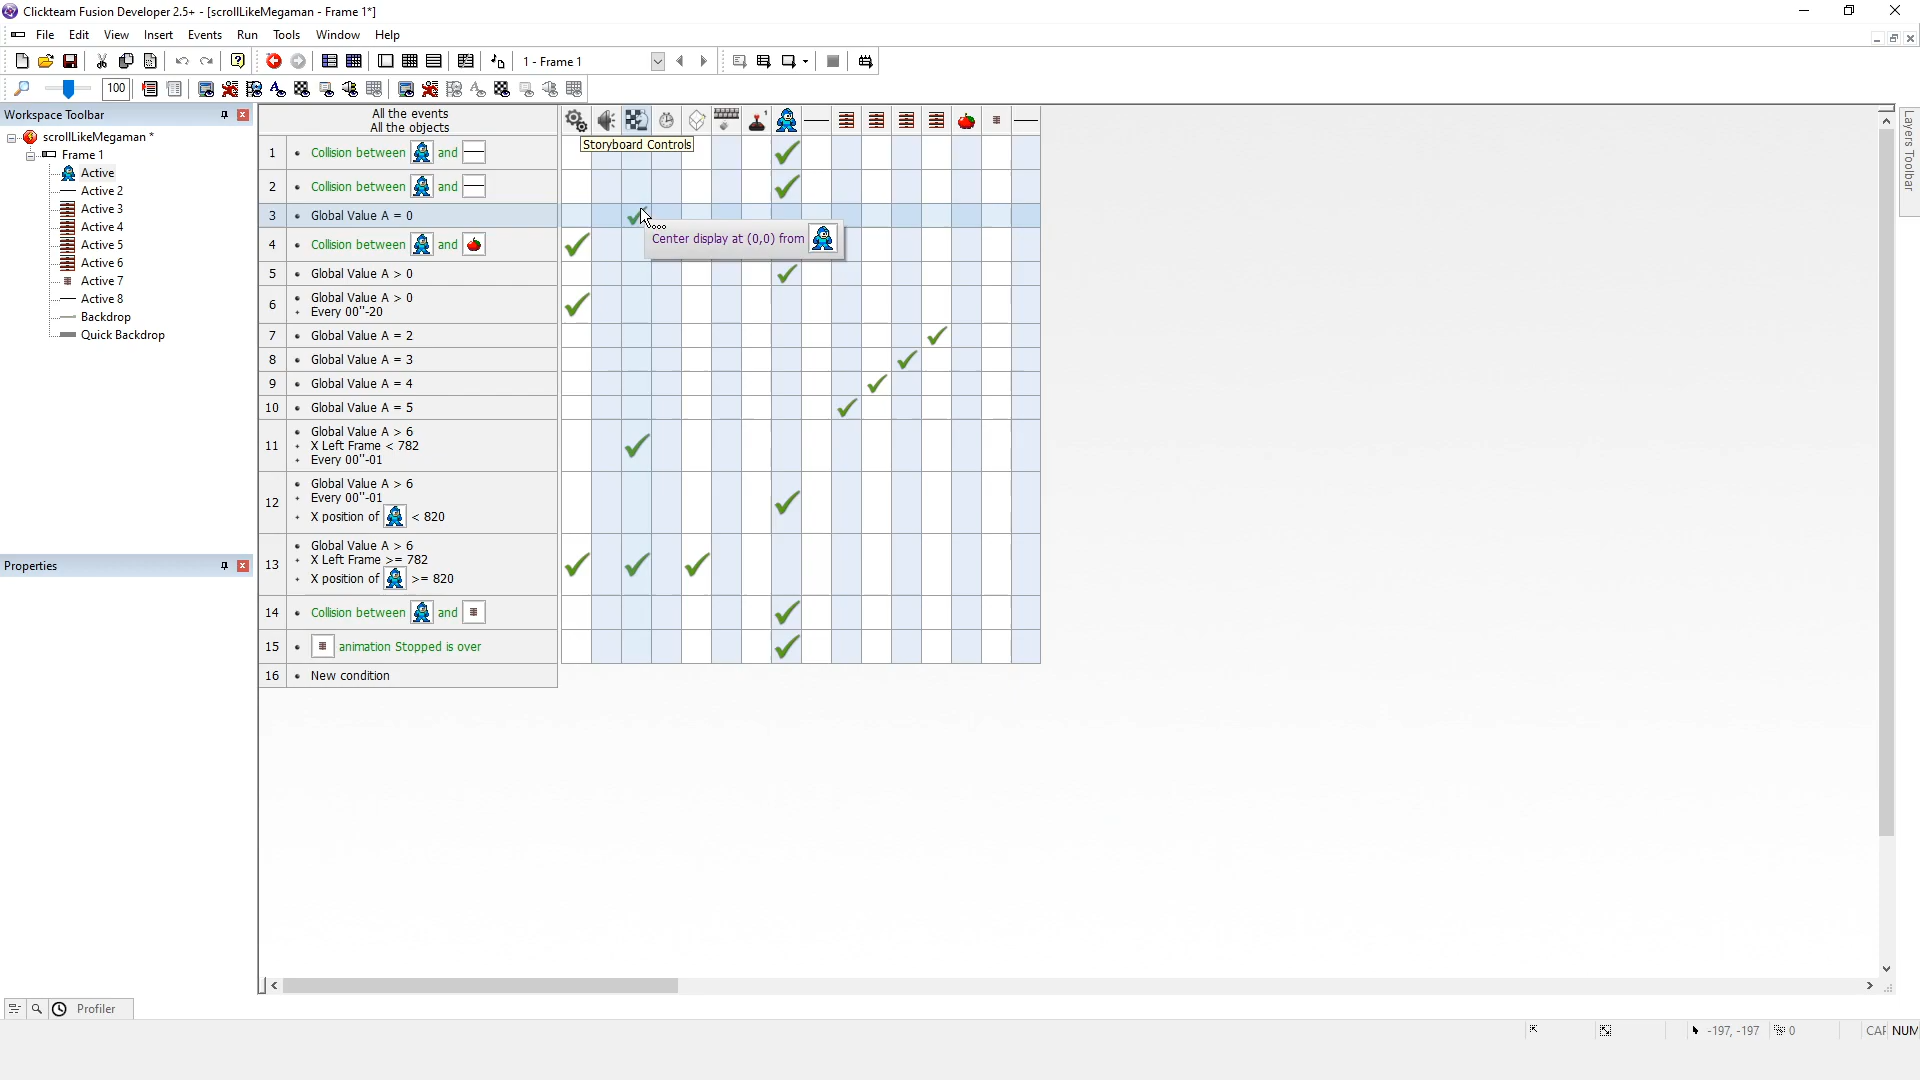 Clickteam Fusion Developer 2.5+ - [scrollLikeMegaman - Frame 1*]
File Edit View Insert Events Run Tools Window Help
1 - Frame 1
100
Workspace Toolbar
scrollLikeMegaman *
Frame 1
Active
Active 2
Active 3
Active 4
Active 5
Active 6
Active 7
Active 8
Backdrop
Quick Backdrop
Properties
All the events
All the objects
Storyboard Controls
1 • Collision between and
2 • Collision between and
3 • Global Value A = 0
Center display at (0,0) from
4 • Collision between and
5 • Global Value A > 0
6 • Global Value A > 0
+ Every 00"-20
7 • Global Value A = 2
8 • Global Value A = 3
9 • Global Value A = 4
10 • Global Value A = 5
11 • Global Value A > 6
+ X Left Frame < 782
+ Every 00"-01
12 • Global Value A > 6
+ Every 00"-01
+ X position of < 820
13 • Global Value A > 6
+ X Left Frame >= 782
+ X position of >= 820
14 • Collision between and
15 • animation Stopped is over
16 • New condition
Layers Toolbar
Profiler
-197, -197 0 CAP NUM